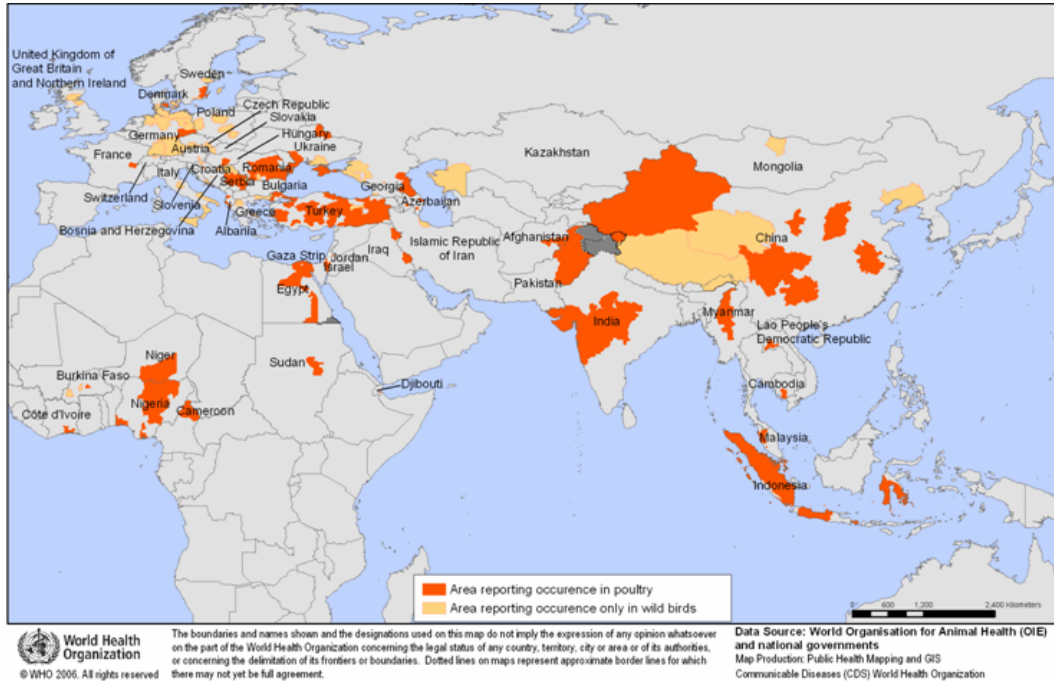 United Kingdom of
Great Britain
and Northern Ireland
Sweden
Denmark
Poland
Czech Republic
Slovakia
Hungary
Ukraine
Germany
Austria
France
Italy
Croatia
Romania
Serbia
Bulgaria
Switzerland
Slovenia
Bosnia and Herzegovina
Albania
Greece
Turkey
Georgia
Azerbaijan
Kazakhstan
Mongolia
China
Afghanistan
Islamic Republic
of Iran
Iraq
Jordan
Gaza Strip
Israel
Egypt
Pakistan
India
Myanmar
Lao People's
Democratic Republic
Cambodia
Malaysia
Indonesia
Sudan
Djibouti
Niger
Burkina Faso
Nigeria
Cameroon
Côte d'Ivoire
Area reporting occurence in poultry
Area reporting occurence only in wild birds
0 600 1,200 2,400 Kilometers
World Health
Organization
© WHO 2006. All rights reserved
The boundaries and names shown and the designations used on this map do not imply the expression of any opinion whatsoever
on the part of the World Health Organization concerning the legal status of any country, territory, city or area or of its authorities,
or concerning the delimitation of its frontiers or boundaries. Dotted lines on maps represent approximate border lines for which
there may not yet be full agreement.
Data Source: World Organisation for Animal Health (OIE)
and national governments
Map Production: Public Health Mapping and GIS
Communicable Diseases (CDS) World Health Organization